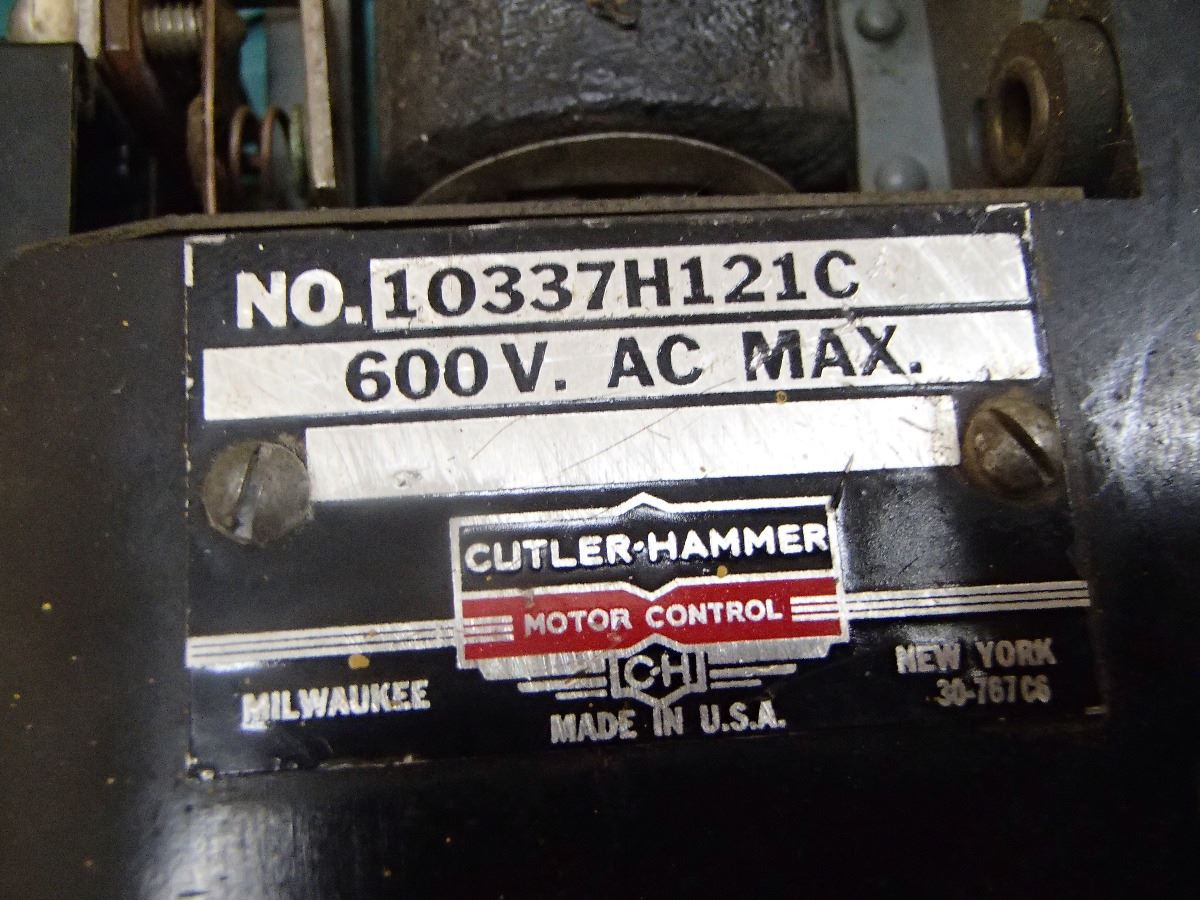 NO. 10337H121C
600 V. AC MAX.
CUTLER-HAMMER
MOTOR CONTROL
C-H
MILWAUKEE
MADE IN U.S.A.
NEW YORK
30-767C6